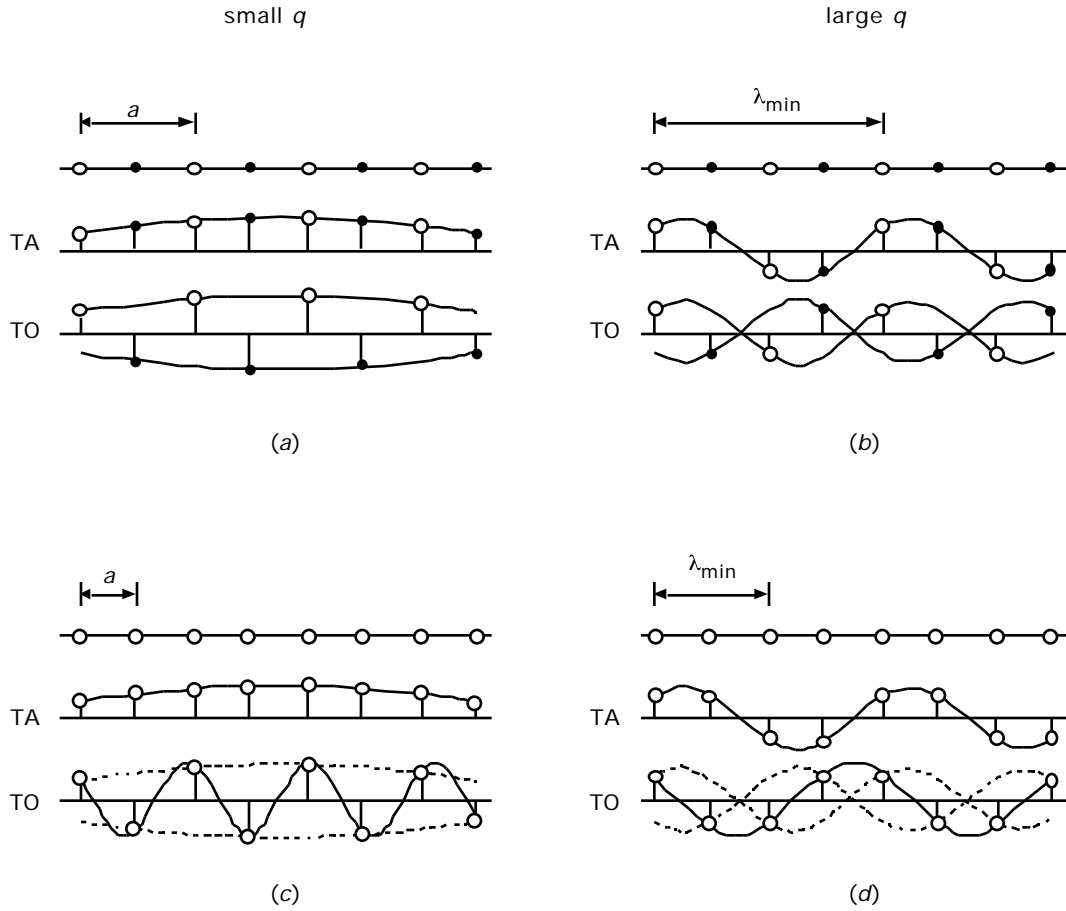 small q
large q
a
λmin
TA
TA
TO
TO
(a)
(b)
a
λmin
TA
TA
TO
TO
(c)
(d)